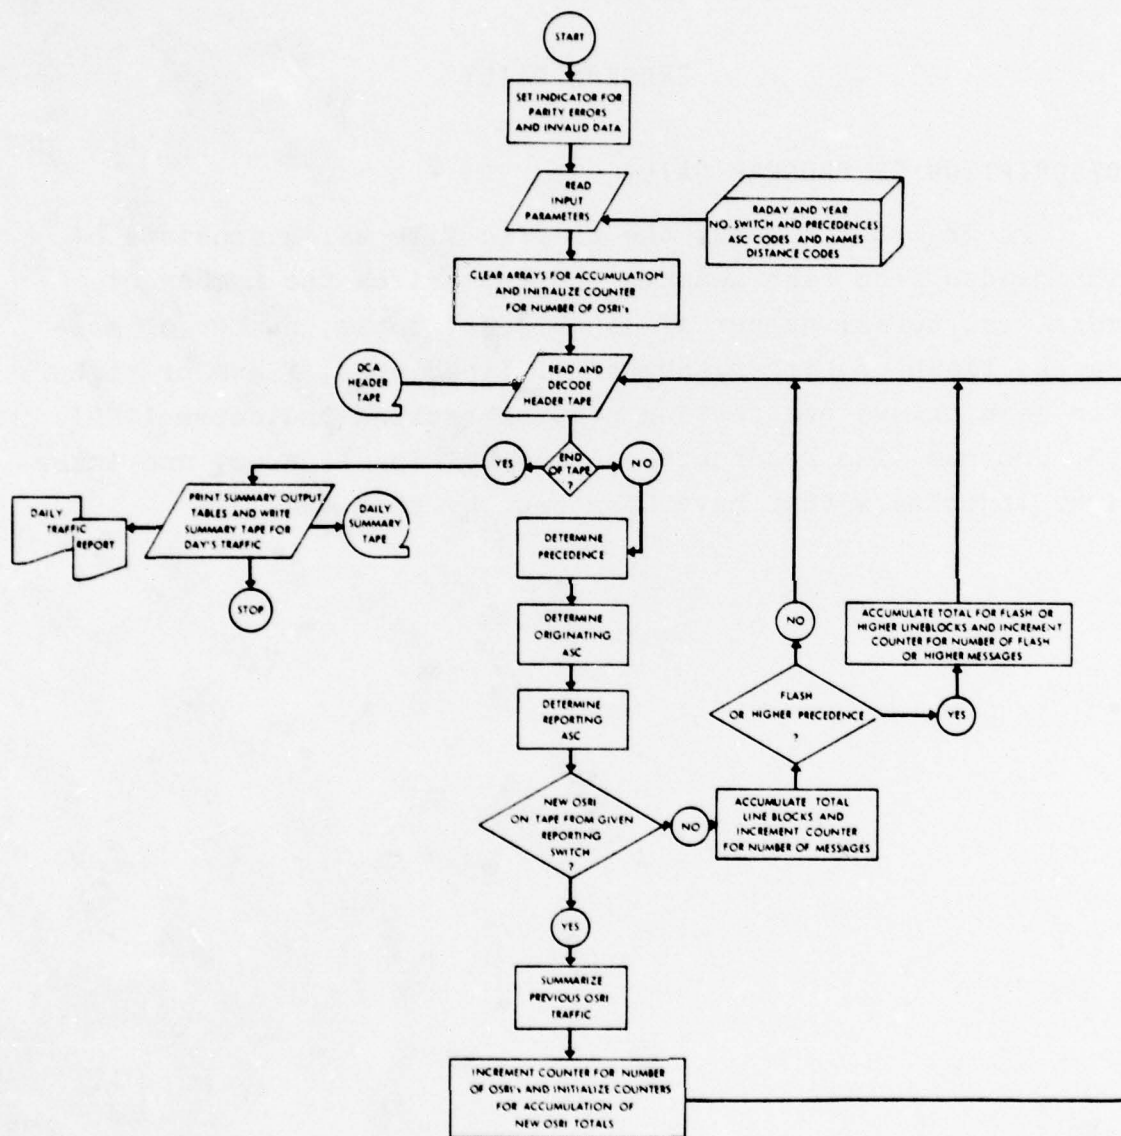 START
SET INDICATOR FOR
PARITY ERRORS
AND INVALID DATA
READ
INPUT
PARAMETERS
RADAY AND YEAR
NO. SWITCH AND PRECEDENCES
ASC CODES AND NAMES
DISTANCE CODES
CLEAR ARRAYS FOR ACCUMULATION
AND INITIALIZE COUNTER
FOR NUMBER OF OSRI's
DCA
HEADER
TAPE
READ AND
DECODE
HEADER TAPE
END
OF TAPE
?
YES
NO
PRINT SUMMARY OUTPUT
TABLES AND WRITE
SUMMARY TAPE FOR
DAY'S TRAFFIC
DAILY
TRAFFIC
REPORT
DAILY
SUMMARY
TAPE
STOP
DETERMINE
PRECEDENCE
DETERMINE
ORIGINATING
ASC
DETERMINE
REPORTING
ASC
NEW OSRI
ON TAPE FROM GIVEN
REPORTING
SWITCH
?
NO
ACCUMULATE TOTAL
LINE BLOCKS AND
INCREMENT COUNTER
FOR NUMBER OF MESSAGES
FLASH
OR HIGHER PRECEDENCE
?
NO
YES
ACCUMULATE TOTAL FOR FLASH OR
HIGHER LINEBLOCKS AND INCREMENT
COUNTER FOR NUMBER OF FLASH
OR HIGHER MESSAGES
YES
SUMMARIZE
PREVIOUS OSRI
TRAFFIC
INCREMENT COUNTER FOR NUMBER
OF OSRI's AND INITIALIZE COUNTERS
FOR ACCUMULATION OF
NEW OSRI TOTALS